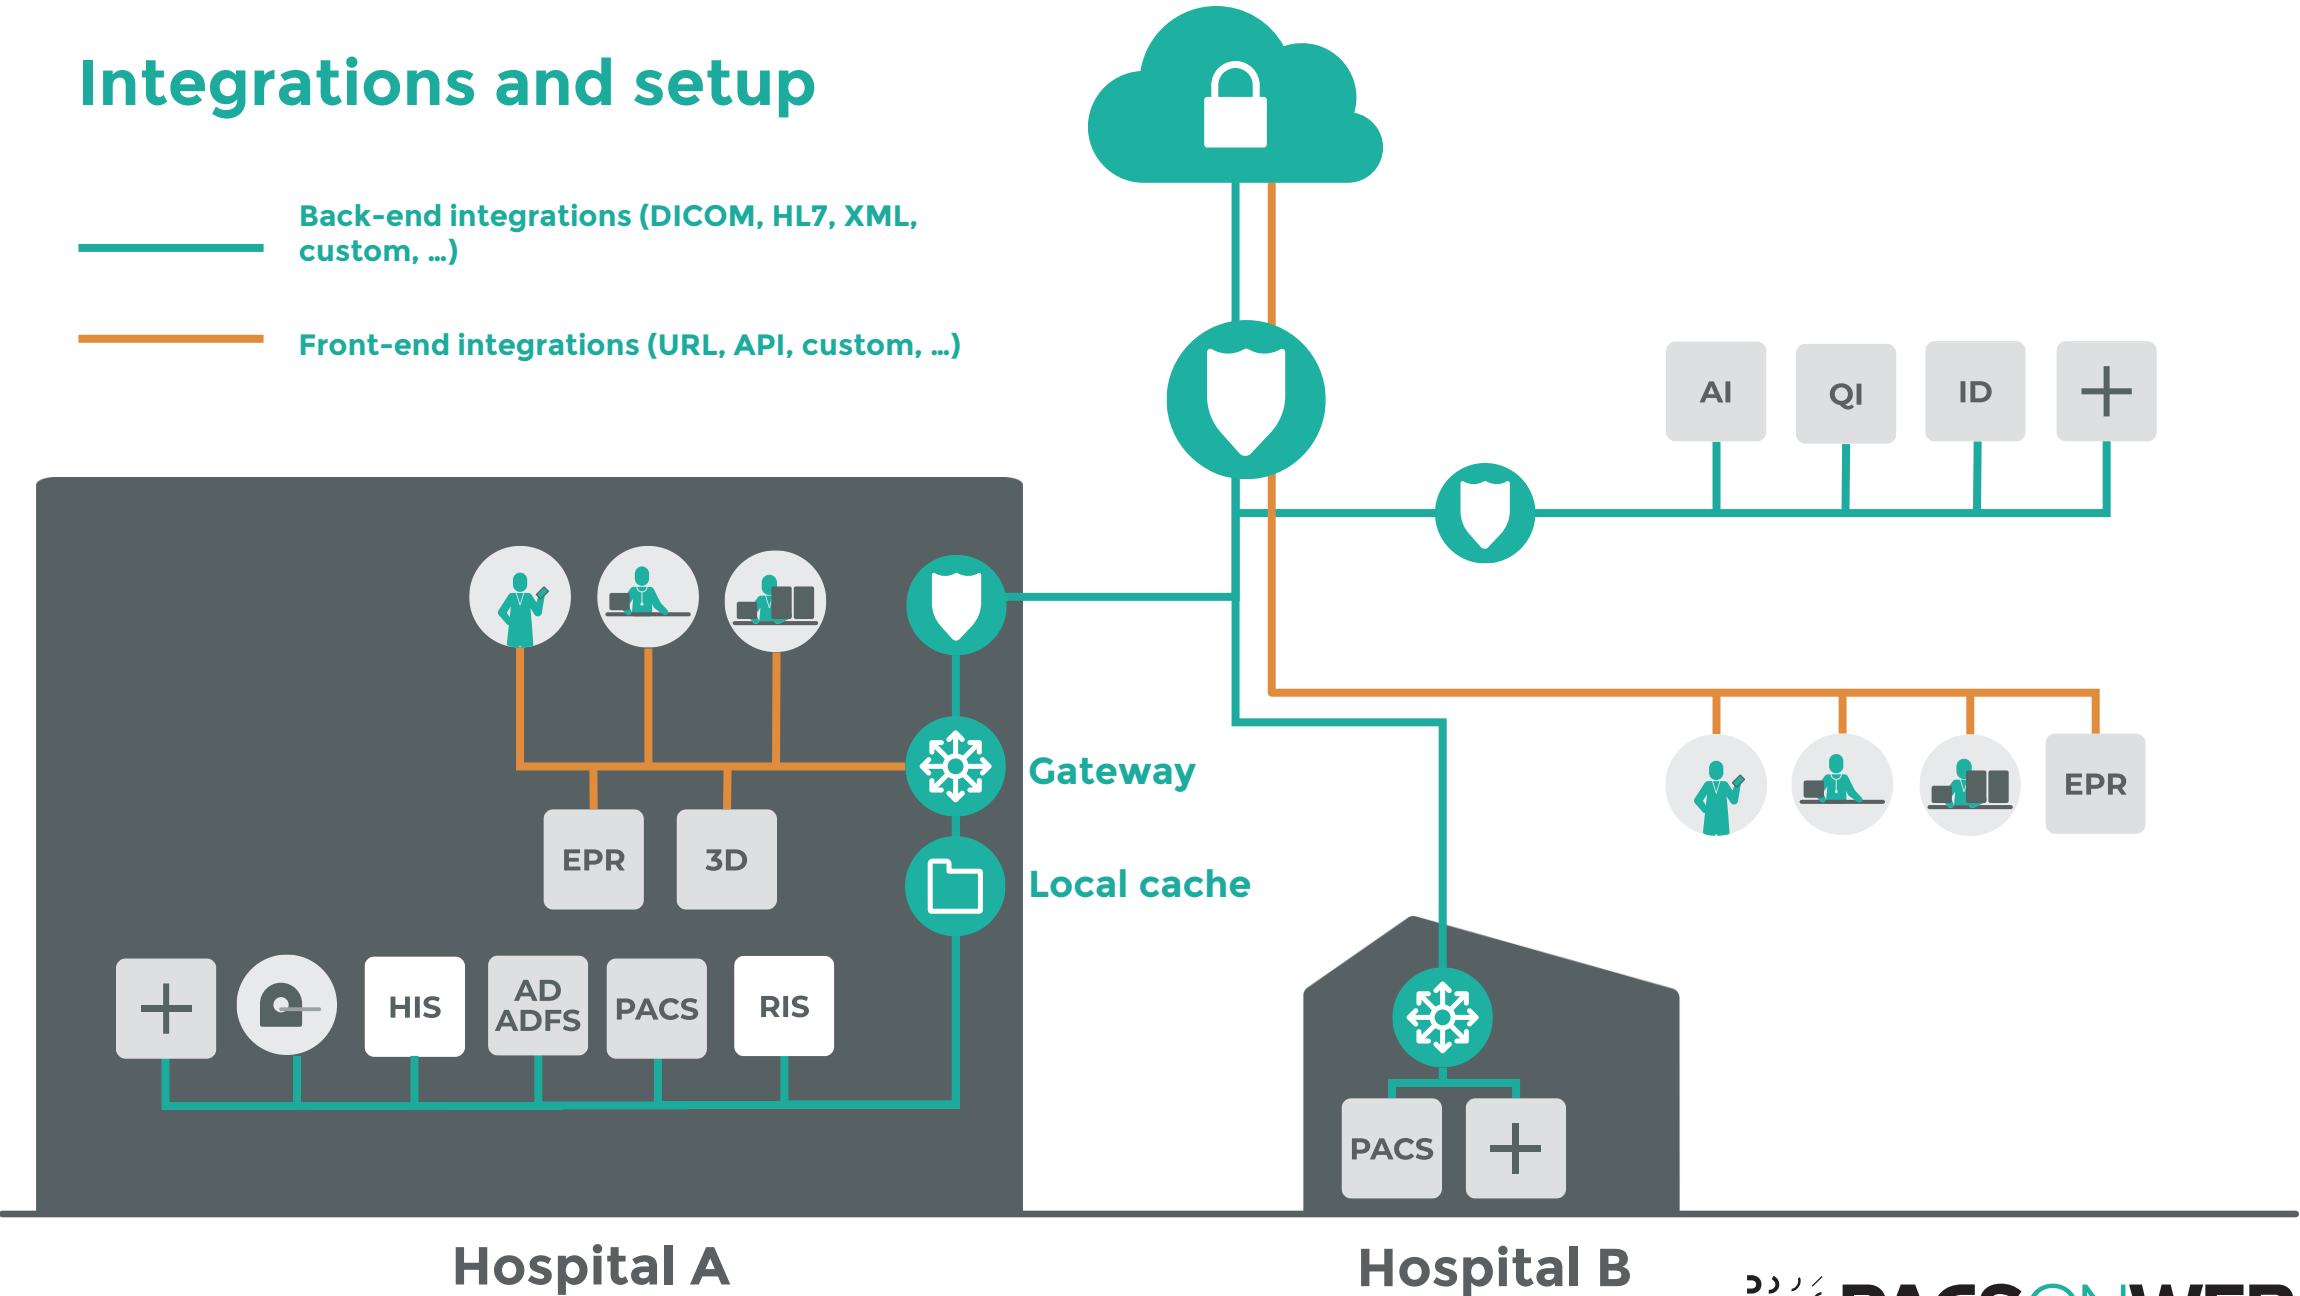 Integrations and setup
Back-end integrations (DICOM, HL7, XML,
custom, ...)
Front-end integrations (URL, API, custom, ...)
AI
QI
ID
Gateway
EPR
EPR
3D
Local cache
HIS
AD
ADFS
PACS
RIS
PACS
Hospital A
Hospital B
PACSONWEB